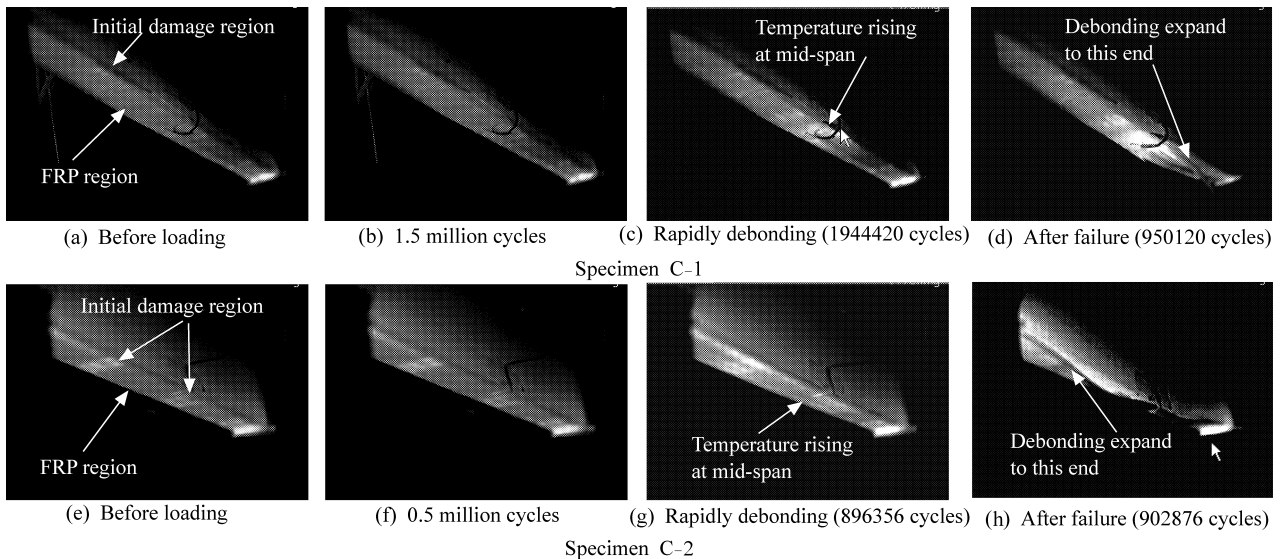 Initial damage region
FRP region
Temperature rising
at mid-span
Debonding expand
to this end
(a) Before loading
(b) 1.5 million cycles
(c) Rapidly debonding (1944420 cycles)
(d) After failure (950120 cycles)
Specimen C-1
Initial damage region
FRP region
Temperature rising
at mid-span
Debonding expand
to this end
(e) Before loading
(f) 0.5 million cycles
(g) Rapidly debonding (896356 cycles)
(h) After failure (902876 cycles)
Specimen C-2